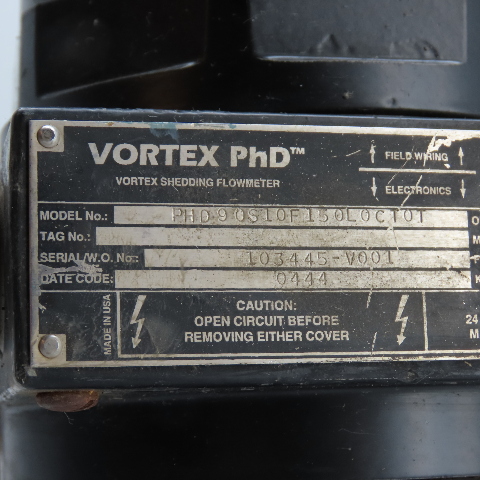 VORTEX PhD™
VORTEX SHEDDING FLOWMETER
FIELD WIRING
ELECTRONICS
MODEL No.: PHD90S10F150L0CT0T
TAG No.:
SERIAL/W.O. No.: 103445-V001
DATE CODE: 0444
MADE IN USA
CAUTION:
OPEN CIRCUIT BEFORE
REMOVING EITHER COVER
24
M